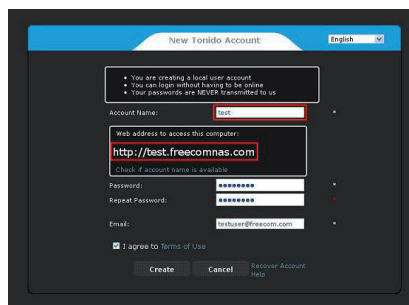 New Tonido Account
English
• You are creating a local user account
• You can login without having to be online
• Your passwords are NEVER transmitted to us
Account Name: test *
Web address to access this computer:
http://test.freecomnas.com
Check if account name is available
Password: •••••••• *
Repeat Password: •••••••• *
Email: testuser@freecom.com *
I agree to Terms of Use
Create Cancel Recover Account
Help